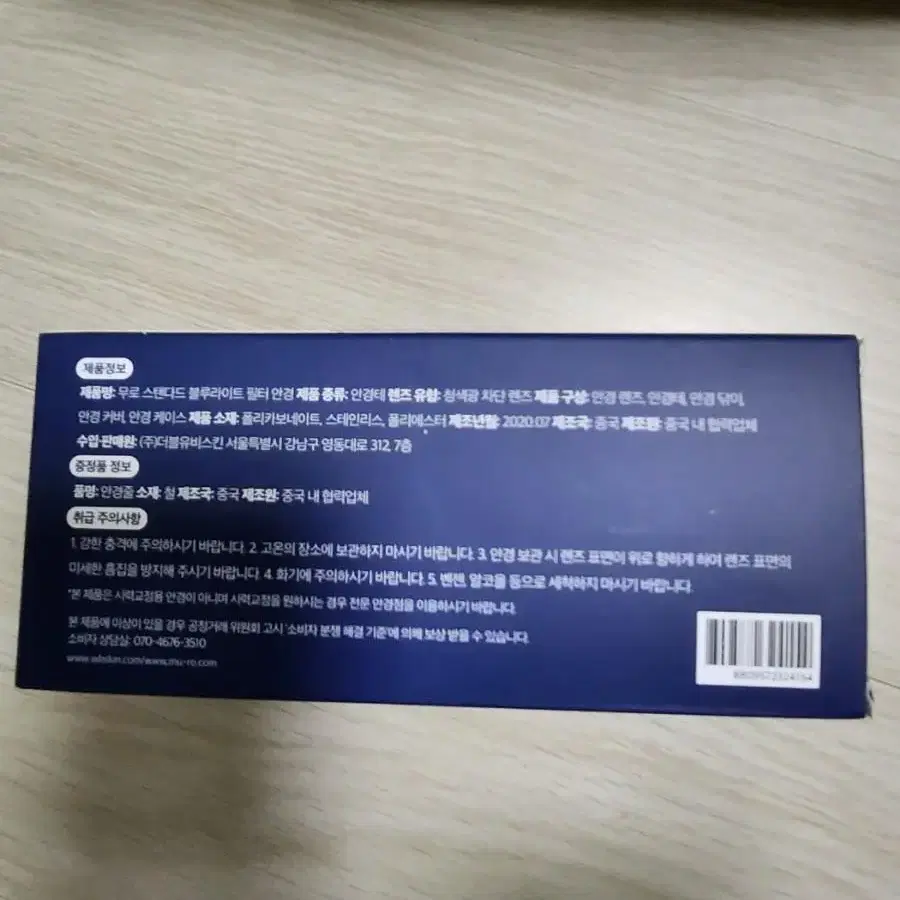 제품정보
제품명: 무로 스탠다드 블루라이트 필터 안경 제품 종류: 안경테 렌즈 유형: 청색광 차단 렌즈 제품 구성: 안경 렌즈, 안경테, 안경 닦이,
안경 커버, 안경 케이스 제품 소재: 폴리카보네이트, 스테인리스, 폴리에스터 제조년월: 2020.07 제조국: 중국 제조원: 중국 내 협력업체
수입·판매원: (주)더블유비스킨 서울특별시 강남구 영동대로 312, 7층
증정품 정보
품명: 안경줄 소재: 철 제조국: 중국 제조원: 중국 내 협력업체
취급 주의사항
1. 강한 충격에 주의하시기 바랍니다. 2. 고온의 장소에 보관하지 마시기 바랍니다. 3. 안경 보관 시 렌즈 표면이 위로 향하게 하여 렌즈 표면의
미세한 흠집을 방지해 주시기 바랍니다. 4. 화기에 주의하시기 바랍니다. 5. 벤젠, 알코올 등으로 세척하지 마시기 바랍니다.
*본 제품은 시력교정용 안경이 아니며 시력교정을 원하시는 경우 전문 안경점을 이용하시기 바랍니다.
본 제품에 이상이 있을 경우 공정거래 위원회 고시 '소비자 분쟁 해결 기준'에 의해 보상 받을 수 있습니다.
소비자 상담실: 070-4676-3510
www.wbskin.com/www.mu-ro.com